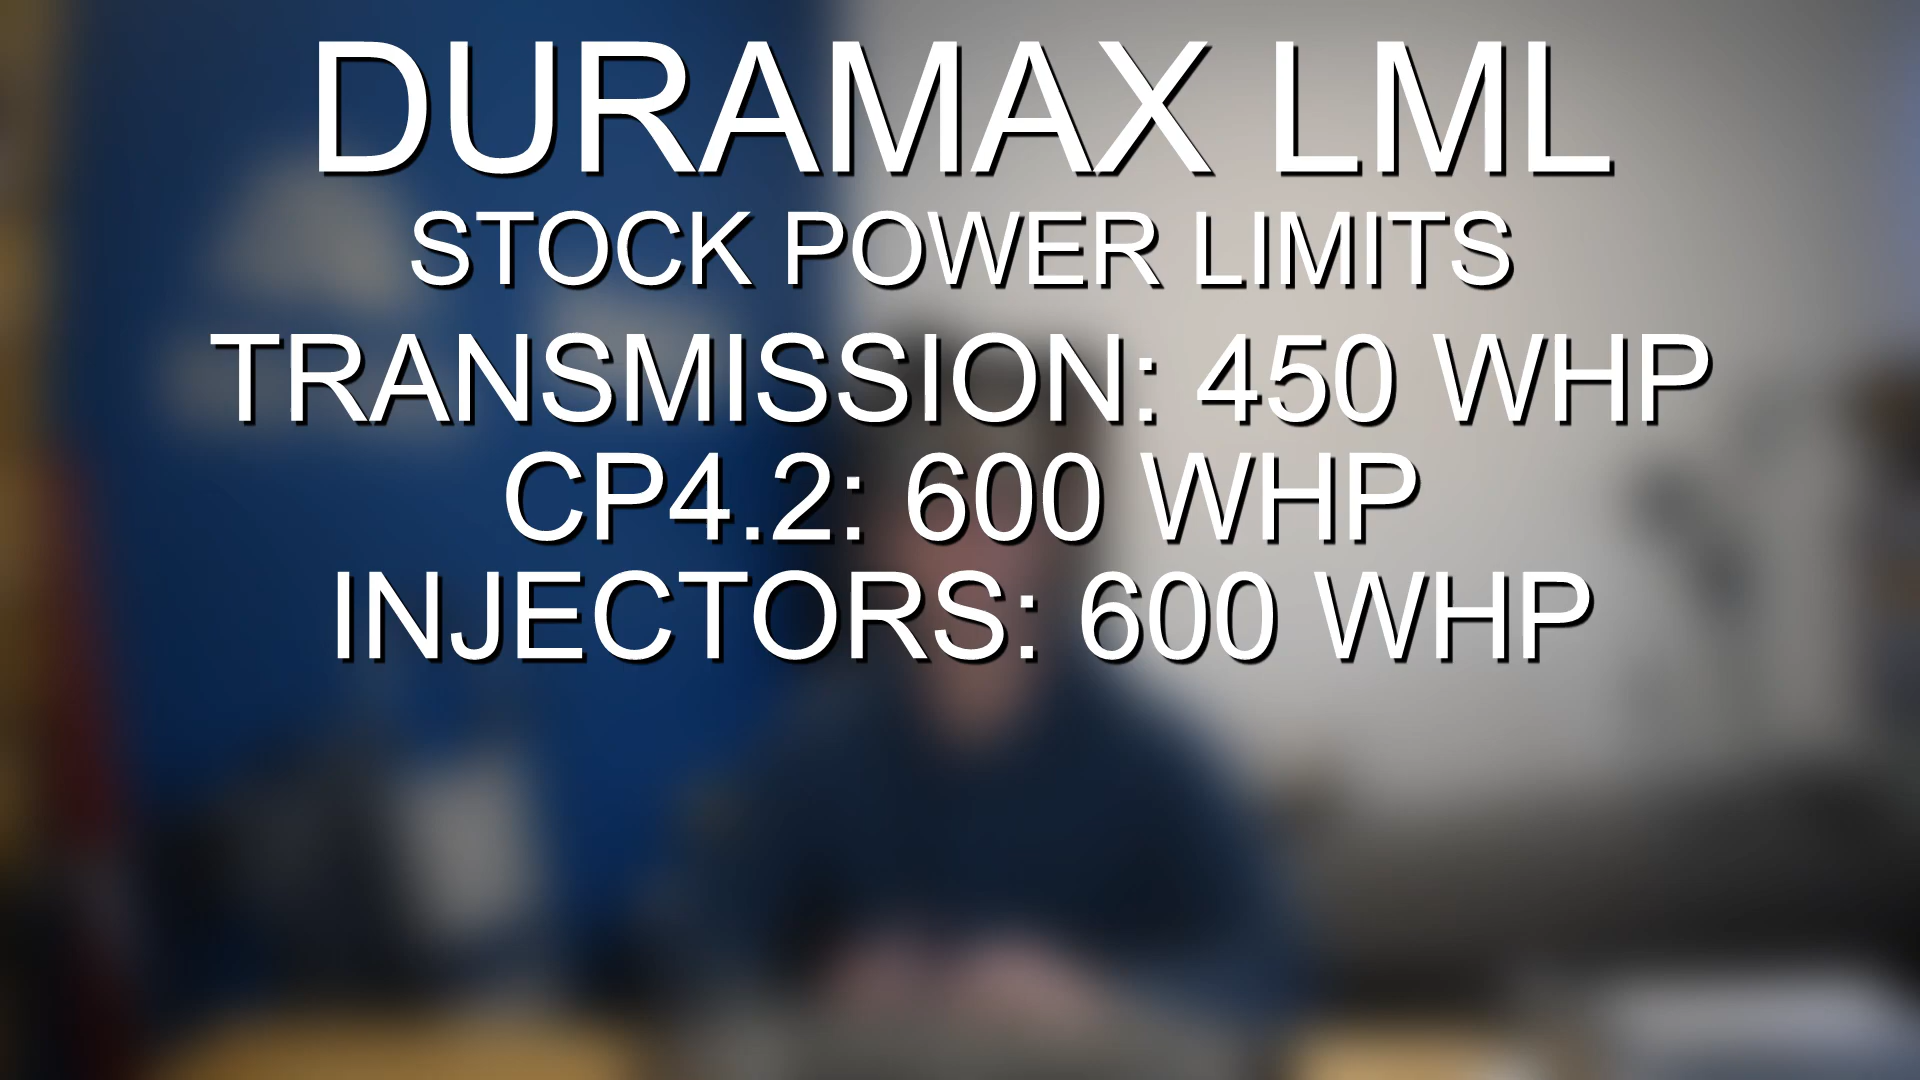 DURAMAX LML
STOCK POWER LIMITS
TRANSMISSION: 450 WHP
CP4.2: 600 WHP
INJECTORS: 600 WHP